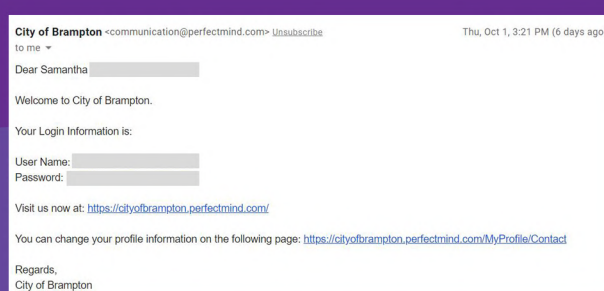 City of Brampton <communication@perfectmind.com> Unsubscribe Thu, Oct 1, 3:21 PM (6 days ago
to me
Dear Samantha
Welcome to City of Brampton.
Your Login Information is:
User Name:
Password:
Visit us now at: https://cityofbrampton.perfectmind.com/
You can change your profile information on the following page: https://cityofbrampton.perfectmind.com/MyProfile/Contact
Regards,
City of Brampton